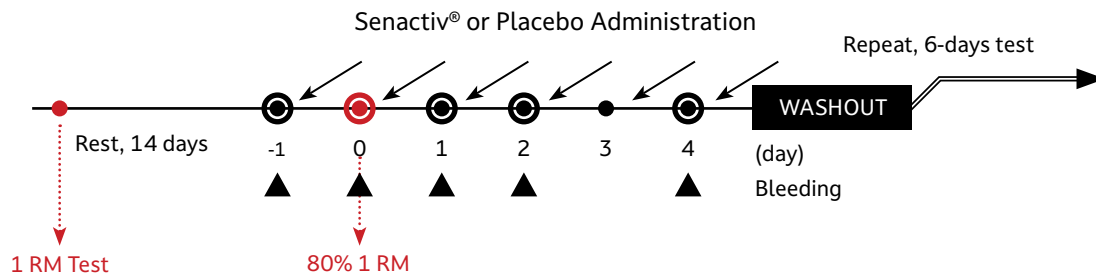 Senactiv® or Placebo Administration
Repeat, 6-days test
WASHOUT
Rest, 14 days
-1 0 1 2 3 4 (day)
Bleeding
1 RM Test
80% 1 RM